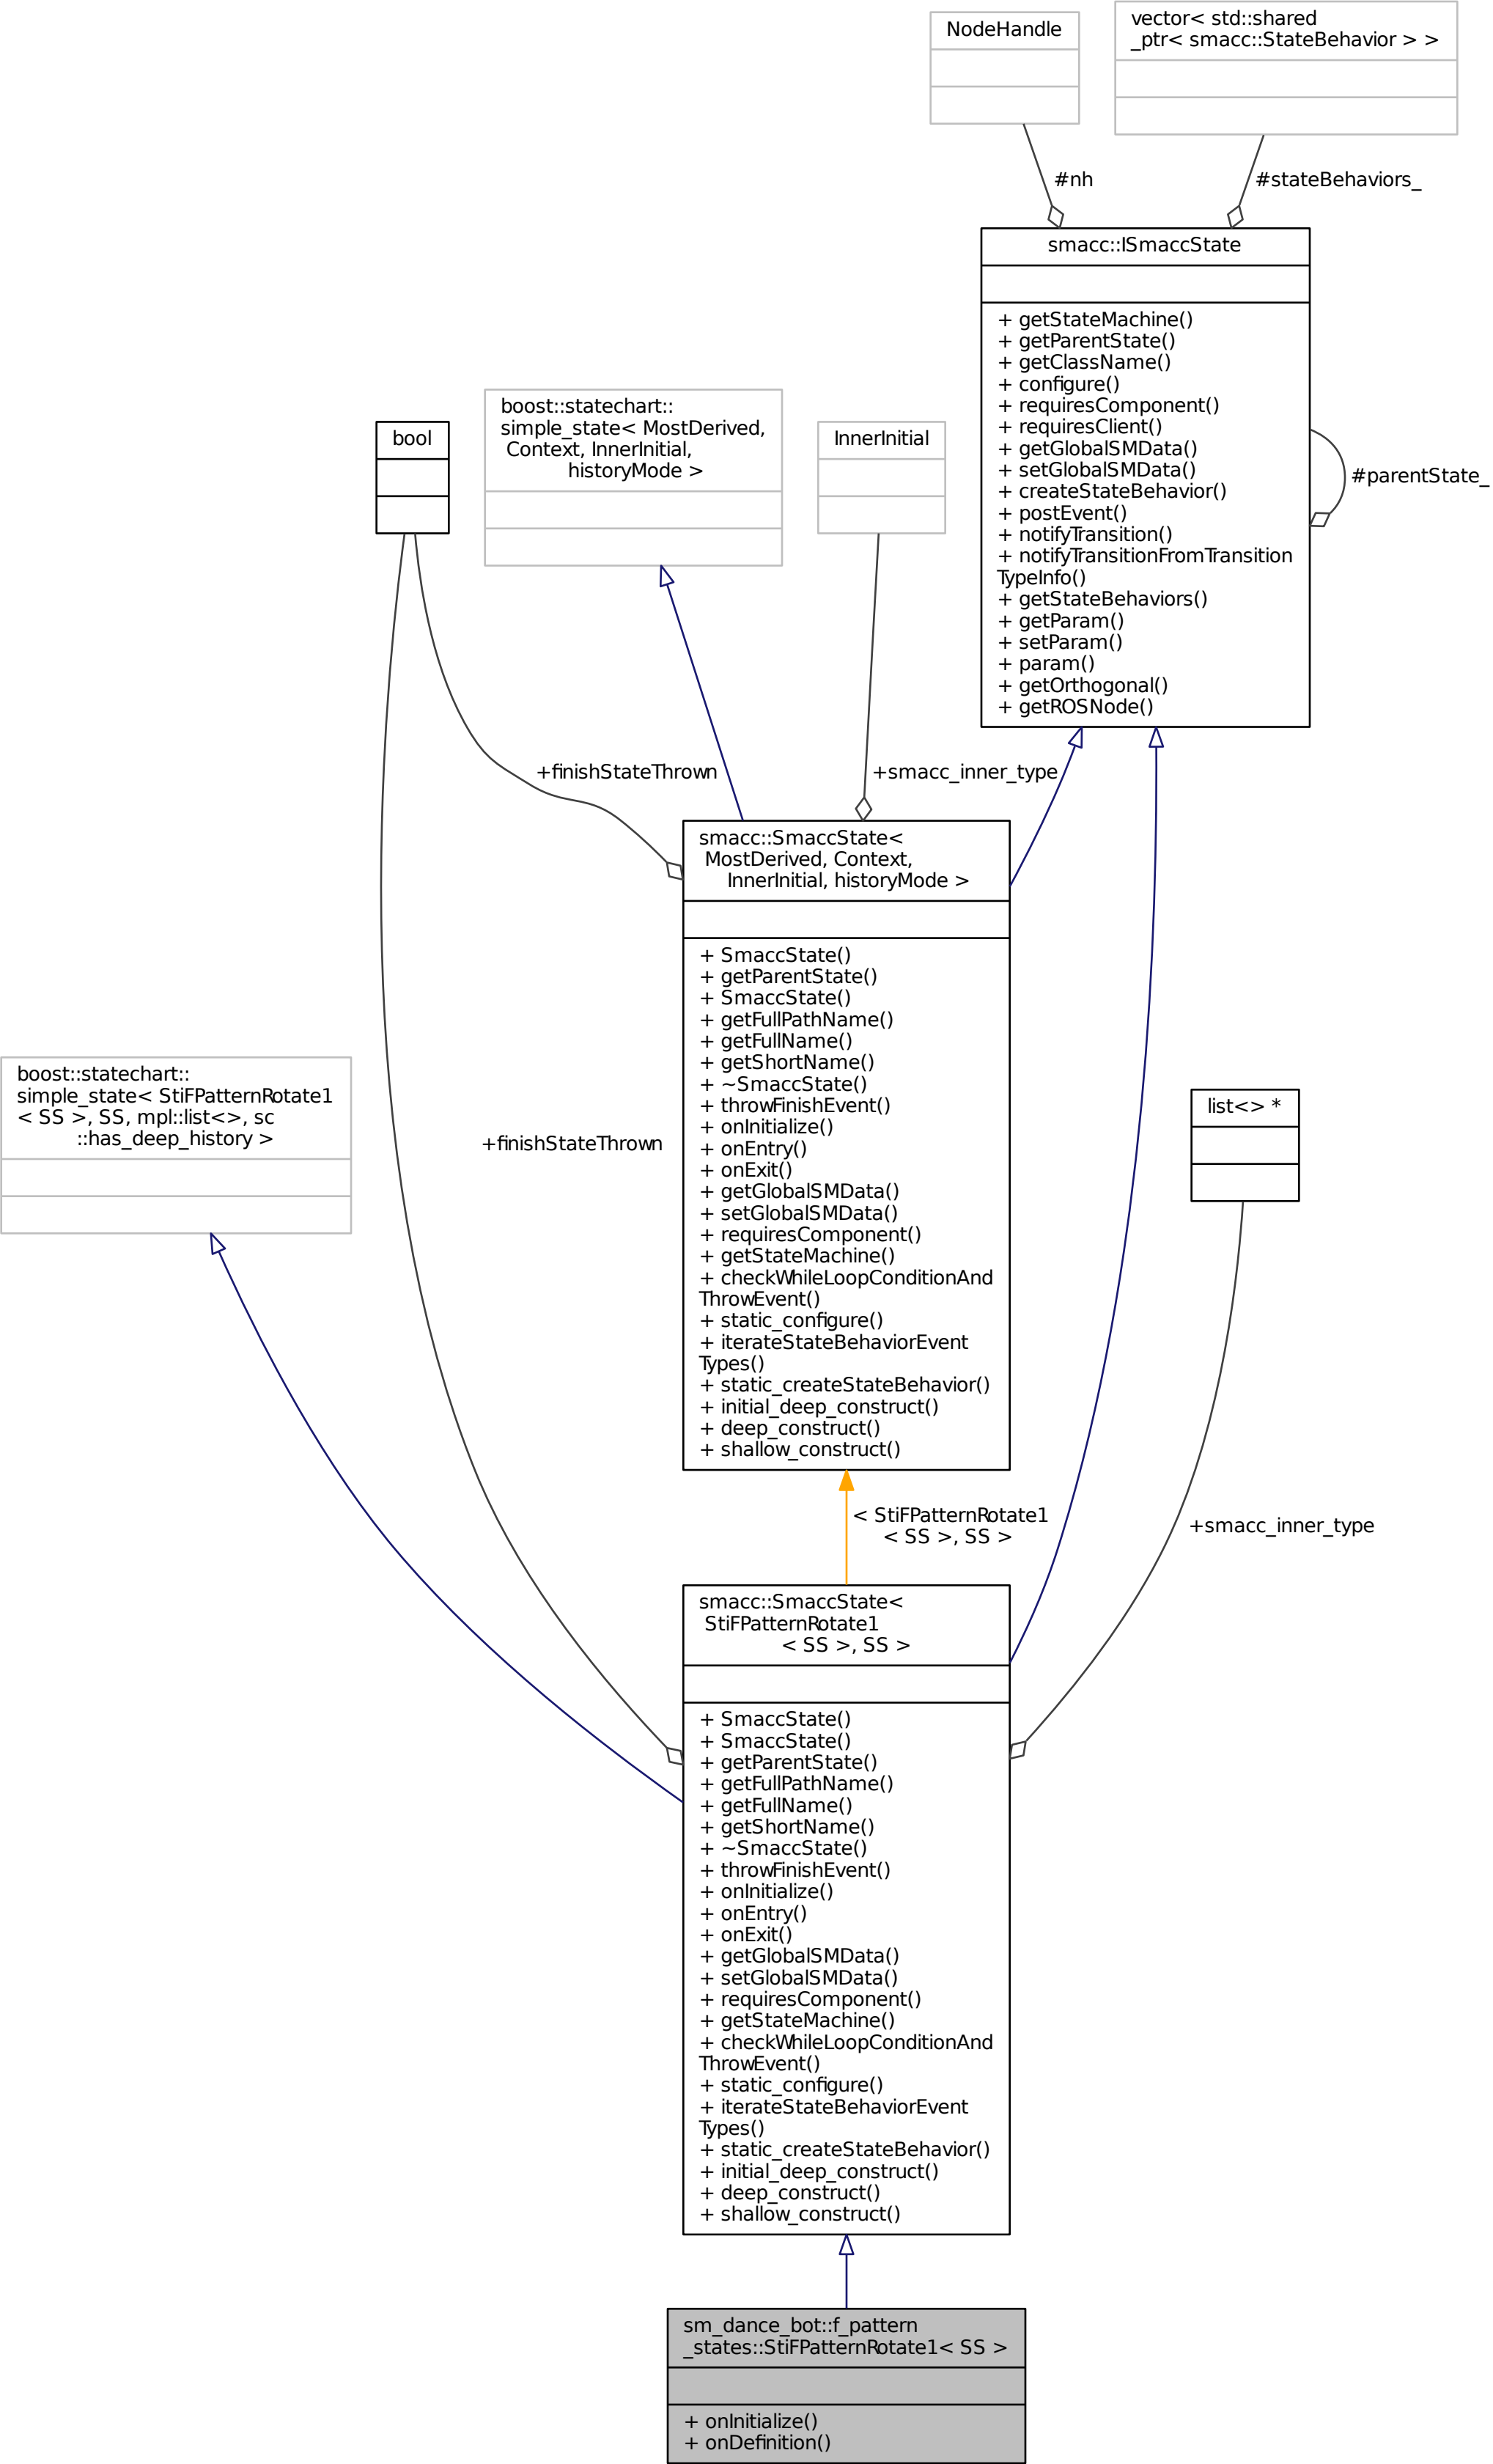 NodeHandle
vector< std::shared
_ptr< smacc::StateBehavior > >
#nh
#stateBehaviors_
smacc::ISmaccState
+ getStateMachine()
+ getParentState()
+ getClassName()
+ configure()
+ requiresComponent()
+ requiresClient()
+ getGlobalSMData()
+ setGlobalSMData()
+ createStateBehavior()
+ postEvent()
+ notifyTransition()
+ notifyTransitionFromTransition
TypeInfo()
+ getStateBehaviors()
+ getParam()
+ setParam()
+ param()
+ getOrthogonal()
+ getROSNode()
#parentState_
bool
boost::statechart::
simple_state< MostDerived,
Context, InnerInitial,
historyMode >
InnerInitial
+finishStateThrown
+smacc_inner_type
smacc::SmaccState<
MostDerived, Context,
InnerInitial, historyMode >
+ SmaccState()
+ getParentState()
+ SmaccState()
+ getFullPathName()
+ getFullName()
+ getShortName()
+ ~SmaccState()
+ throwFinishEvent()
+ onInitialize()
+ onEntry()
+ onExit()
+ getGlobalSMData()
+ setGlobalSMData()
+ requiresComponent()
+ getStateMachine()
+ checkWhileLoopConditionAnd
ThrowEvent()
+ static_configure()
+ iterateStateBehaviorEvent
Types()
+ static_createStateBehavior()
+ initial_deep_construct()
+ deep_construct()
+ shallow_construct()
boost::statechart::
simple_state< StiFPatternRotate1
< SS >, SS, mpl::list<>, sc
::has_deep_history >
+finishStateThrown
list<> *
< StiFPatternRotate1
< SS >, SS >
+smacc_inner_type
smacc::SmaccState<
StiFPatternRotate1
< SS >, SS >
+ SmaccState()
+ SmaccState()
+ getParentState()
+ getFullPathName()
+ getFullName()
+ getShortName()
+ ~SmaccState()
+ throwFinishEvent()
+ onInitialize()
+ onEntry()
+ onExit()
+ getGlobalSMData()
+ setGlobalSMData()
+ requiresComponent()
+ getStateMachine()
+ checkWhileLoopConditionAnd
ThrowEvent()
+ static_configure()
+ iterateStateBehaviorEvent
Types()
+ static_createStateBehavior()
+ initial_deep_construct()
+ deep_construct()
+ shallow_construct()
sm_dance_bot::f_pattern
_states::StiFPatternRotate1< SS >
+ onInitialize()
+ onDefinition()